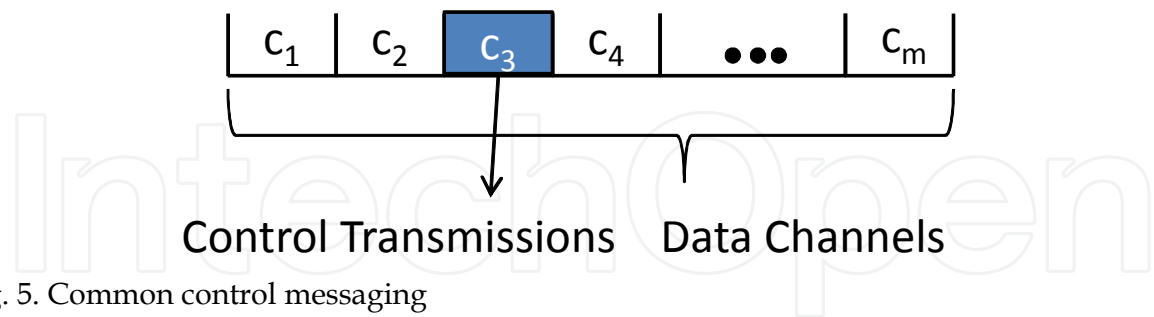 c₁ c₂ c₃ c₄ ••• cₘ
Control Transmissions Data Channels
IntechOpen
. 5. Common control messaging